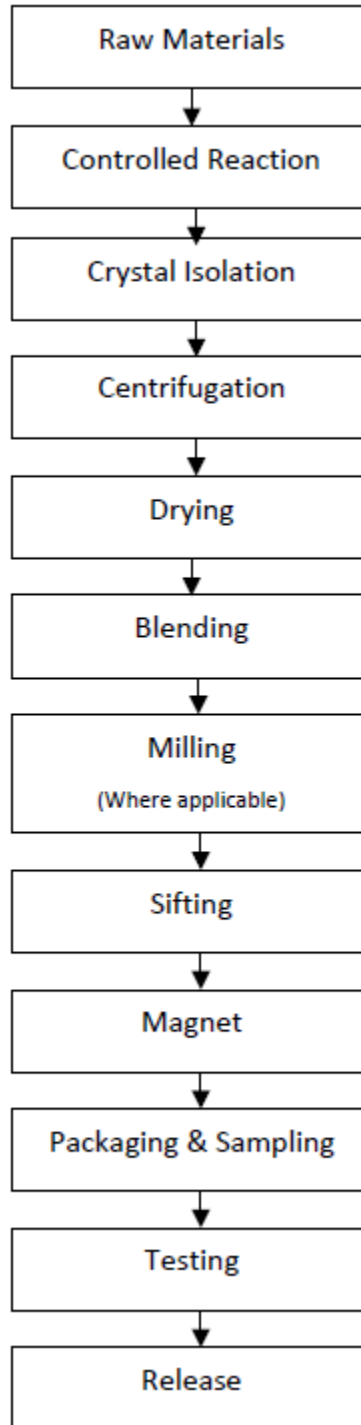 Raw Materials
Controlled Reaction
Crystal Isolation
Centrifugation
Drying
Blending
Milling
(Where applicable)
Sifting
Magnet
Packaging & Sampling
Testing
Release